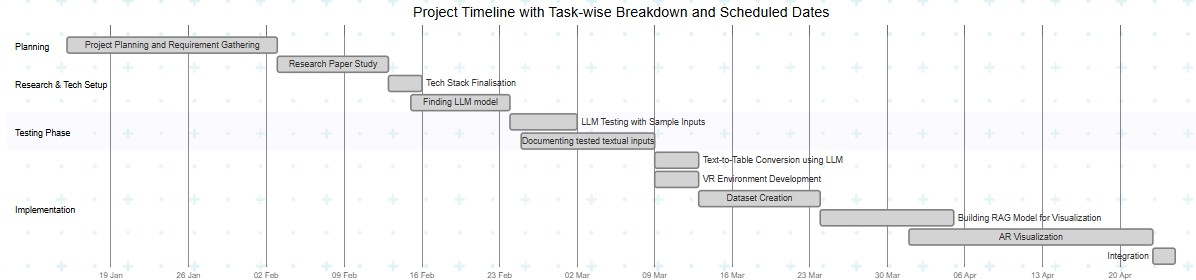 Project Timeline with Task-wise Breakdown and Scheduled Dates
Planning
Project Planning and Requirement Gathering
Research Paper Study
Research & Tech Setup
Tech Stack Finalisation
Finding LLM model
Testing Phase
LLM Testing with Sample Inputs
Documenting tested textual inputs
Implementation
Text-to-Table Conversion using LLM
VR Environment Development
Dataset Creation
Building RAG Model for Visualization
AR Visualization
Integration
19 Jan 26 Jan 02 Feb 09 Feb 16 Feb 23 Feb 02 Mar 09 Mar 16 Mar 23 Mar 30 Mar 06 Apr 13 Apr 20 Apr